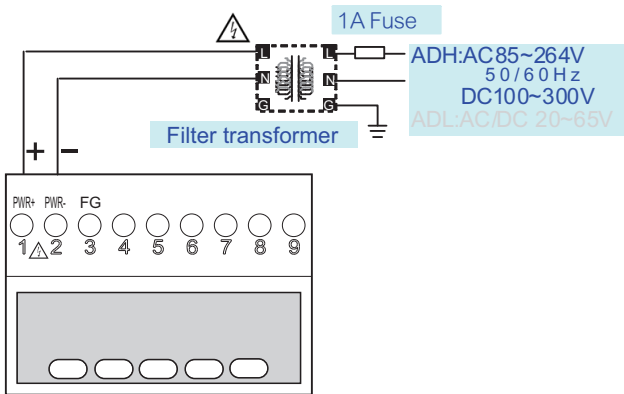 1A Fuse
L L
ADH:AC85~264V
N N
50/60Hz
DC100~300V
G G
ADL:AC/DC 20~65V
Filter transformer
+ −
PWR+ PWR- FG
1 2 3 4 5 6 7 8 9